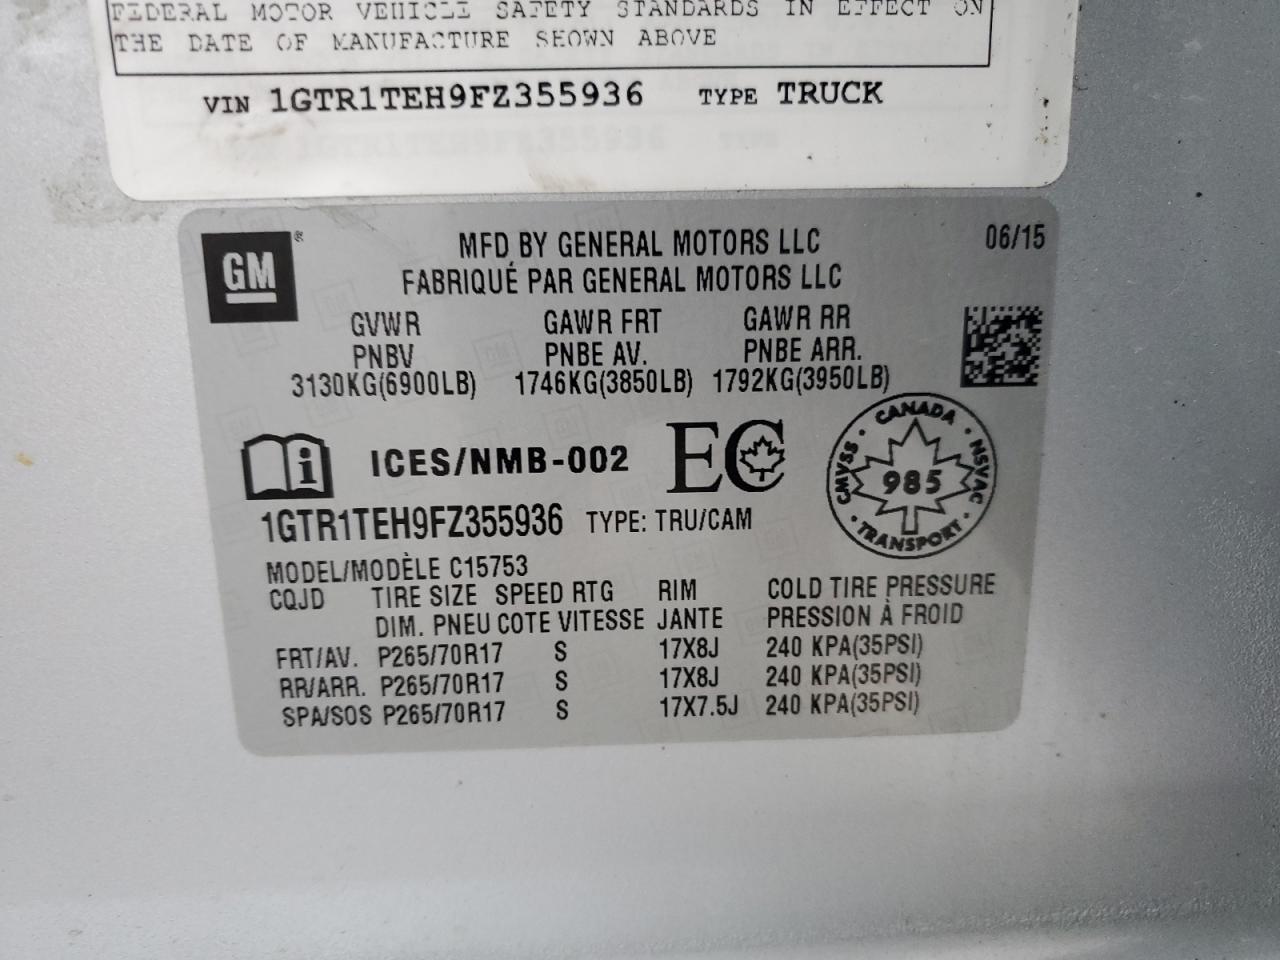 FEDERAL MOTOR VEHICLE SAFETY STANDARDS IN EFFECT ON
THE DATE OF MANUFACTURE SHOWN ABOVE
VIN 1GTR1TEH9FZ355936 TYPE TRUCK
GM ® MFD BY GENERAL MOTORS LLC 06/15
FABRIQUÉ PAR GENERAL MOTORS LLC
GVWR GAWR FRT GAWR RR
PNBV PNBE AV. PNBE ARR.
3130KG(6900LB) 1746KG(3850LB) 1792KG(3950LB)
i ICES/NMB-002 EC
CANADA
CMVSS • 985 • NSVAC
• TRANSPORT •
1GTR1TEH9FZ355936 TYPE: TRU/CAM
MODEL/MODÈLE C15753
CQJD TIRE SIZE SPEED RTG RIM COLD TIRE PRESSURE
DIM. PNEU COTE VITESSE JANTE PRESSION À FROID
FRT/AV. P265/70R17 S 17X8J 240 KPA(35PSI)
RR/ARR. P265/70R17 S 17X8J 240 KPA(35PSI)
SPA/SOS P265/70R17 S 17X7.5J 240 KPA(35PSI)